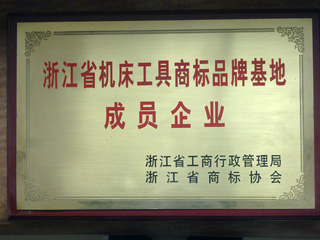 浙江省机床工具商标品牌基地
成员企业
浙江省工商行政管理局
浙江省商标协会